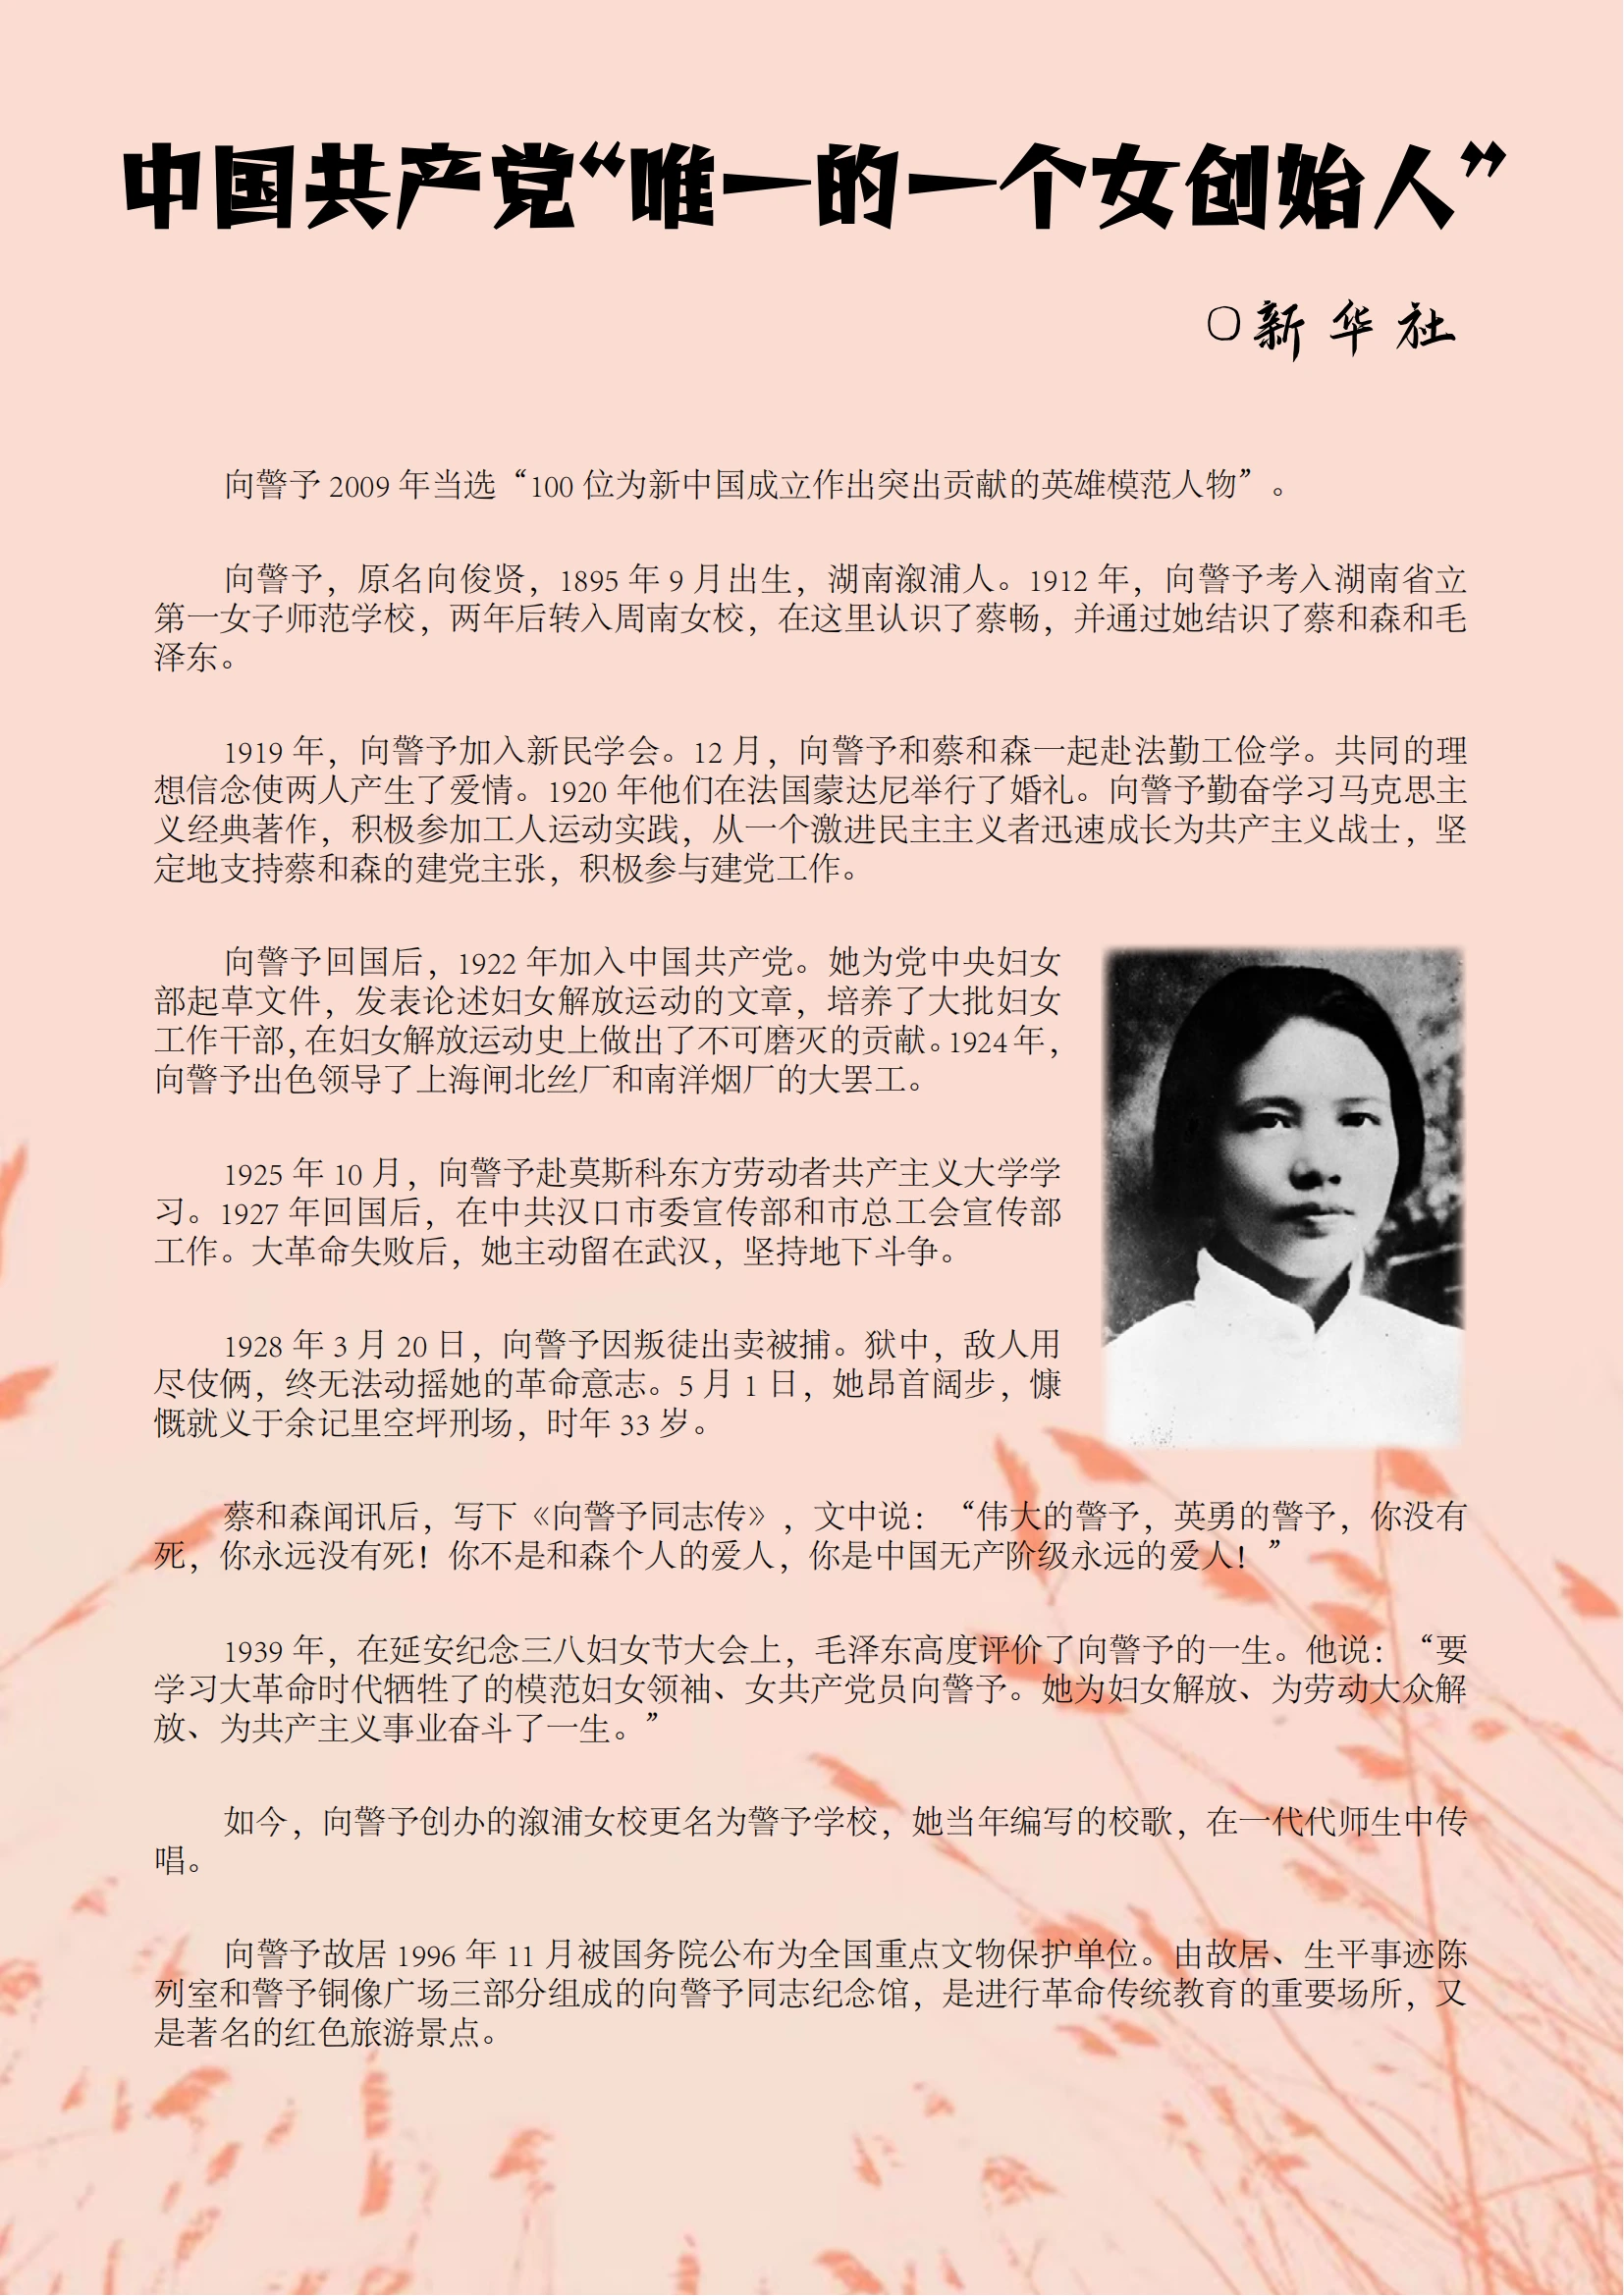 中国共产党“唯一的一个女创始人”
○新华社
向警予 2009 年当选“100 位为新中国成立作出突出贡献的英雄模范人物”。
向警予，原名向俊贤，1895 年 9 月出生，湖南溆浦人。1912 年，向警予考入湖南省立
第一女子师范学校，两年后转入周南女校，在这里认识了蔡畅，并通过她结识了蔡和森和毛
泽东。
1919 年，向警予加入新民学会。12 月，向警予和蔡和森一起赴法勤工俭学。共同的理
想信念使两人产生了爱情。1920 年他们在法国蒙达尼举行了婚礼。向警予勤奋学习马克思主
义经典著作，积极参加工人运动实践，从一个激进民主主义者迅速成长为共产主义战士，坚
定地支持蔡和森的建党主张，积极参与建党工作。
向警予回国后，1922 年加入中国共产党。她为党中央妇女
部起草文件，发表论述妇女解放运动的文章，培养了大批妇女
工作干部，在妇女解放运动史上做出了不可磨灭的贡献。1924 年，
向警予出色领导了上海闸北丝厂和南洋烟厂的大罢工。
1925 年 10 月，向警予赴莫斯科东方劳动者共产主义大学学
习。1927 年回国后，在中共汉口市委宣传部和市总工会宣传部
工作。大革命失败后，她主动留在武汉，坚持地下斗争。
1928 年 3 月 20 日，向警予因叛徒出卖被捕。狱中，敌人用
尽伎俩，终无法动摇她的革命意志。5 月 1 日，她昂首阔步，慷
慨就义于余记里空坪刑场，时年 33 岁。
蔡和森闻讯后，写下《向警予同志传》，文中说：“伟大的警予，英勇的警予，你没有
死，你永远没有死！你不是和森个人的爱人，你是中国无产阶级永远的爱人！”
1939 年，在延安纪念三八妇女节大会上，毛泽东高度评价了向警予的一生。他说：“要
学习大革命时代牺牲了的模范妇女领袖、女共产党员向警予。她为妇女解放、为劳动大众解
放、为共产主义事业奋斗了一生。”
如今，向警予创办的溆浦女校更名为警予学校，她当年编写的校歌，在一代代师生中传
唱。
向警予故居 1996 年 11 月被国务院公布为全国重点文物保护单位。由故居、生平事迹陈
列室和警予铜像广场三部分组成的向警予同志纪念馆，是进行革命传统教育的重要场所，又
是著名的红色旅游景点。